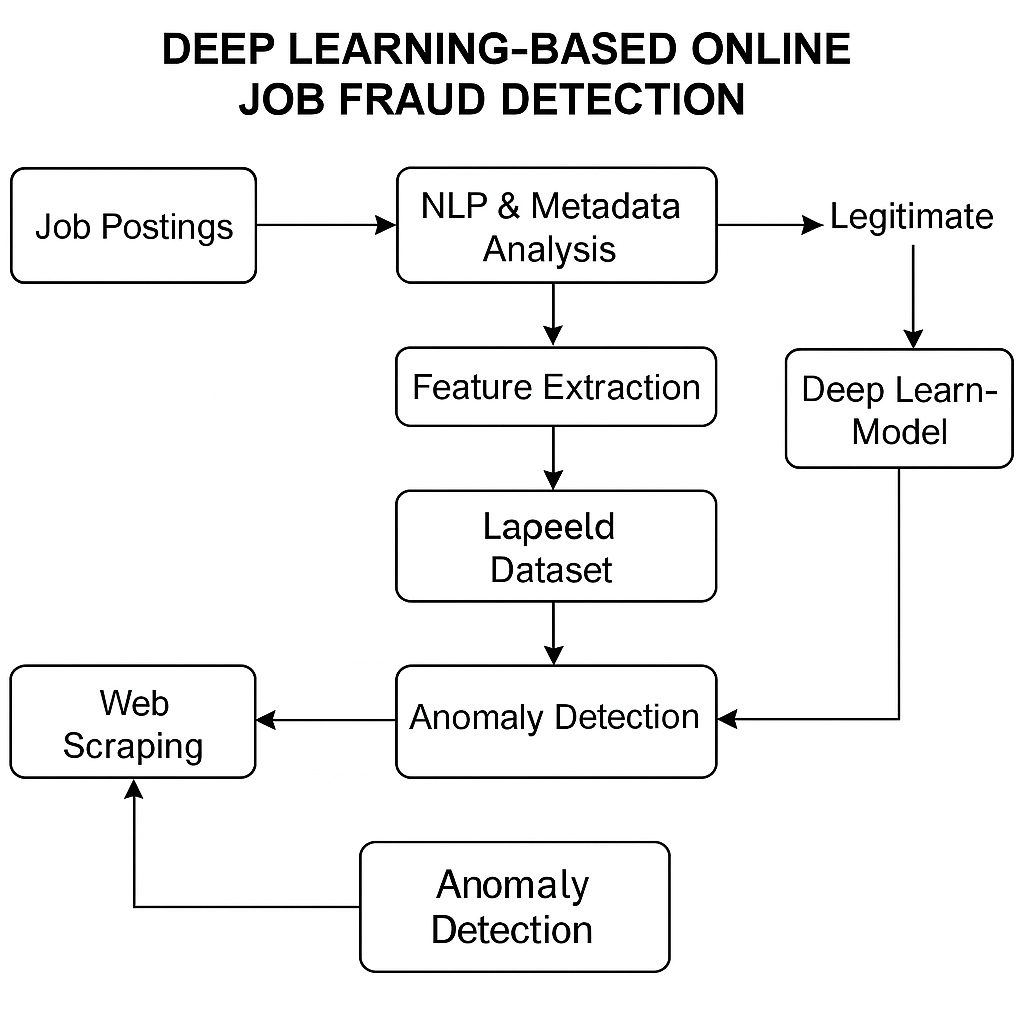 DEEP LEARNING-BASED ONLINE
JOB FRAUD DETECTION
Job Postings
NLP & Metadata
Analysis
Legitimate
Feature Extraction
Deep Learn-
Model
Lapeeld
Dataset
Anomaly Detection
Web
Scraping
Anomaly
Detection